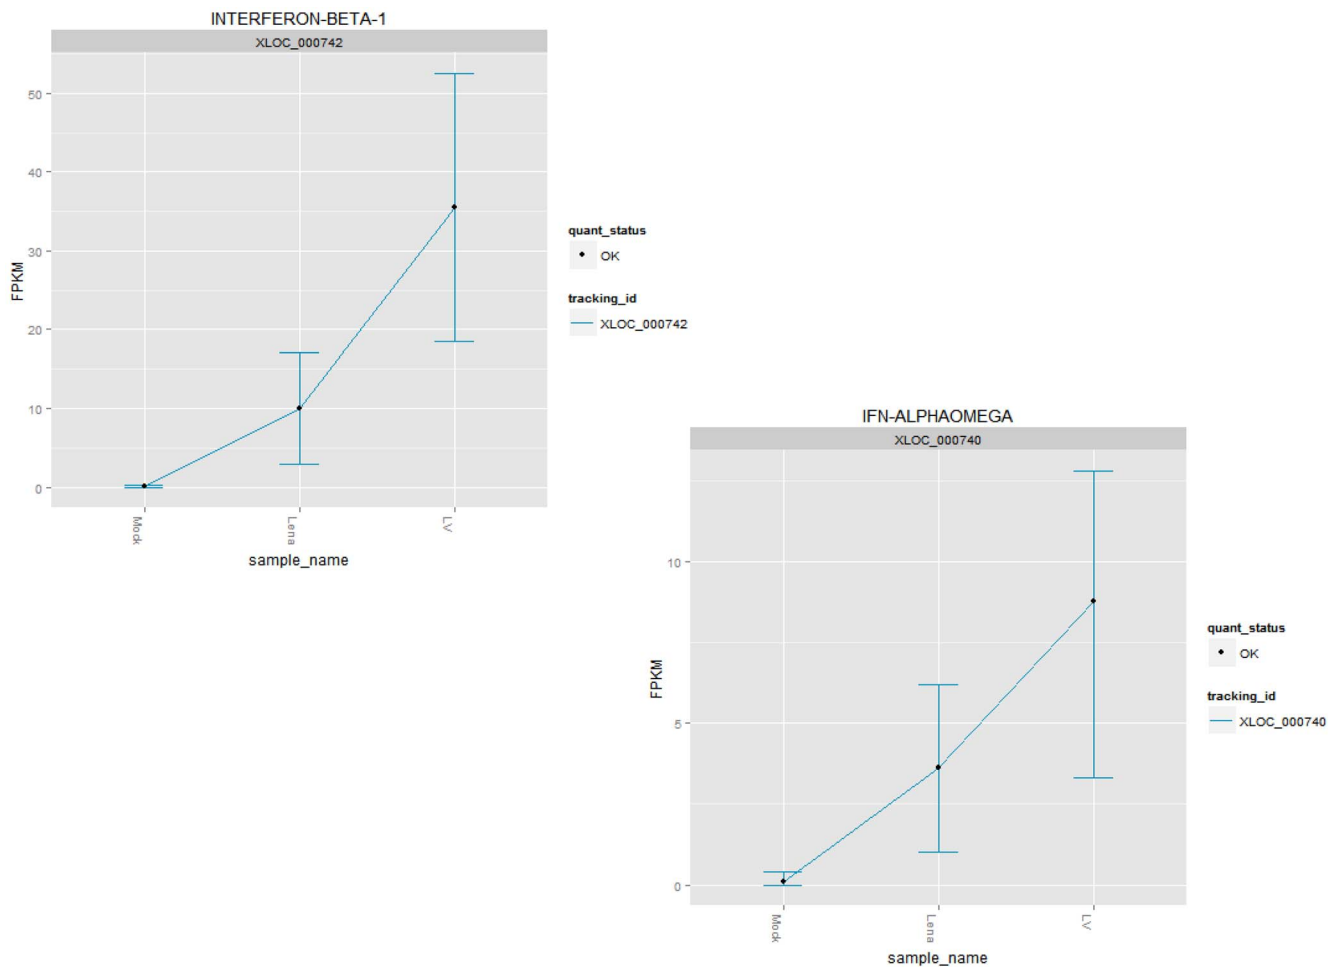 INTERFERON-BETA-1
XLOC_000742
50
40
30
20
10
0
FPKM
Mock
Lena
LV
sample_name
quant_status
OK
tracking_id
XLOC_000742
IFN-ALPHAOMEGA
XLOC_000740
10
5
0
FPKM
Mock
Lena
LV
sample_name
quant_status
OK
tracking_id
XLOC_000740